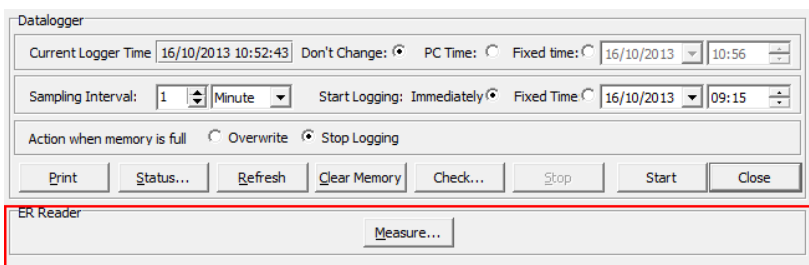 Datalogger
Current Logger Time 16/10/2013 10:52:43 Don't Change: PC Time: Fixed time: 16/10/2013 10:56
Sampling Interval: 1 Minute Start Logging: Immediately Fixed Time 16/10/2013 09:15
Action when memory is full Overwrite Stop Logging
Print Status... Refresh Clear Memory Check... Stop Start Close
ER Reader
Measure...